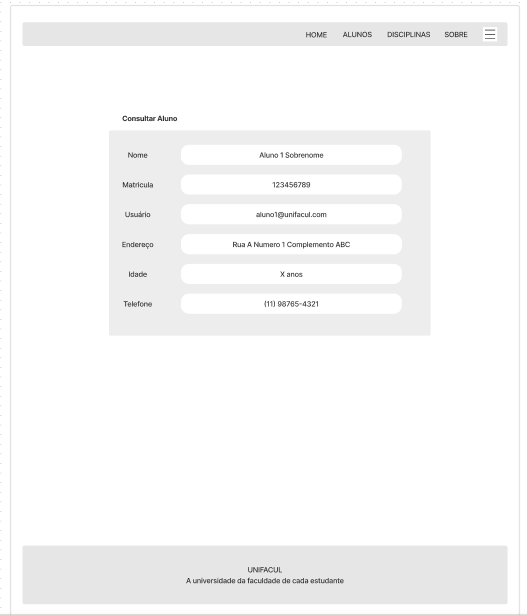 HOME ALUNOS DISCIPLINAS SOBRE
Consultar Aluno
Nome Aluno 1 Sobrenome
Matricula 123456789
Usuário aluno1@unifacul.com
Endereço Rua A Numero 1 Complemento ABC
Idade X anos
Telefone (11) 98765-4321
UNIFACUL
A universidade da faculdade de cada estudante